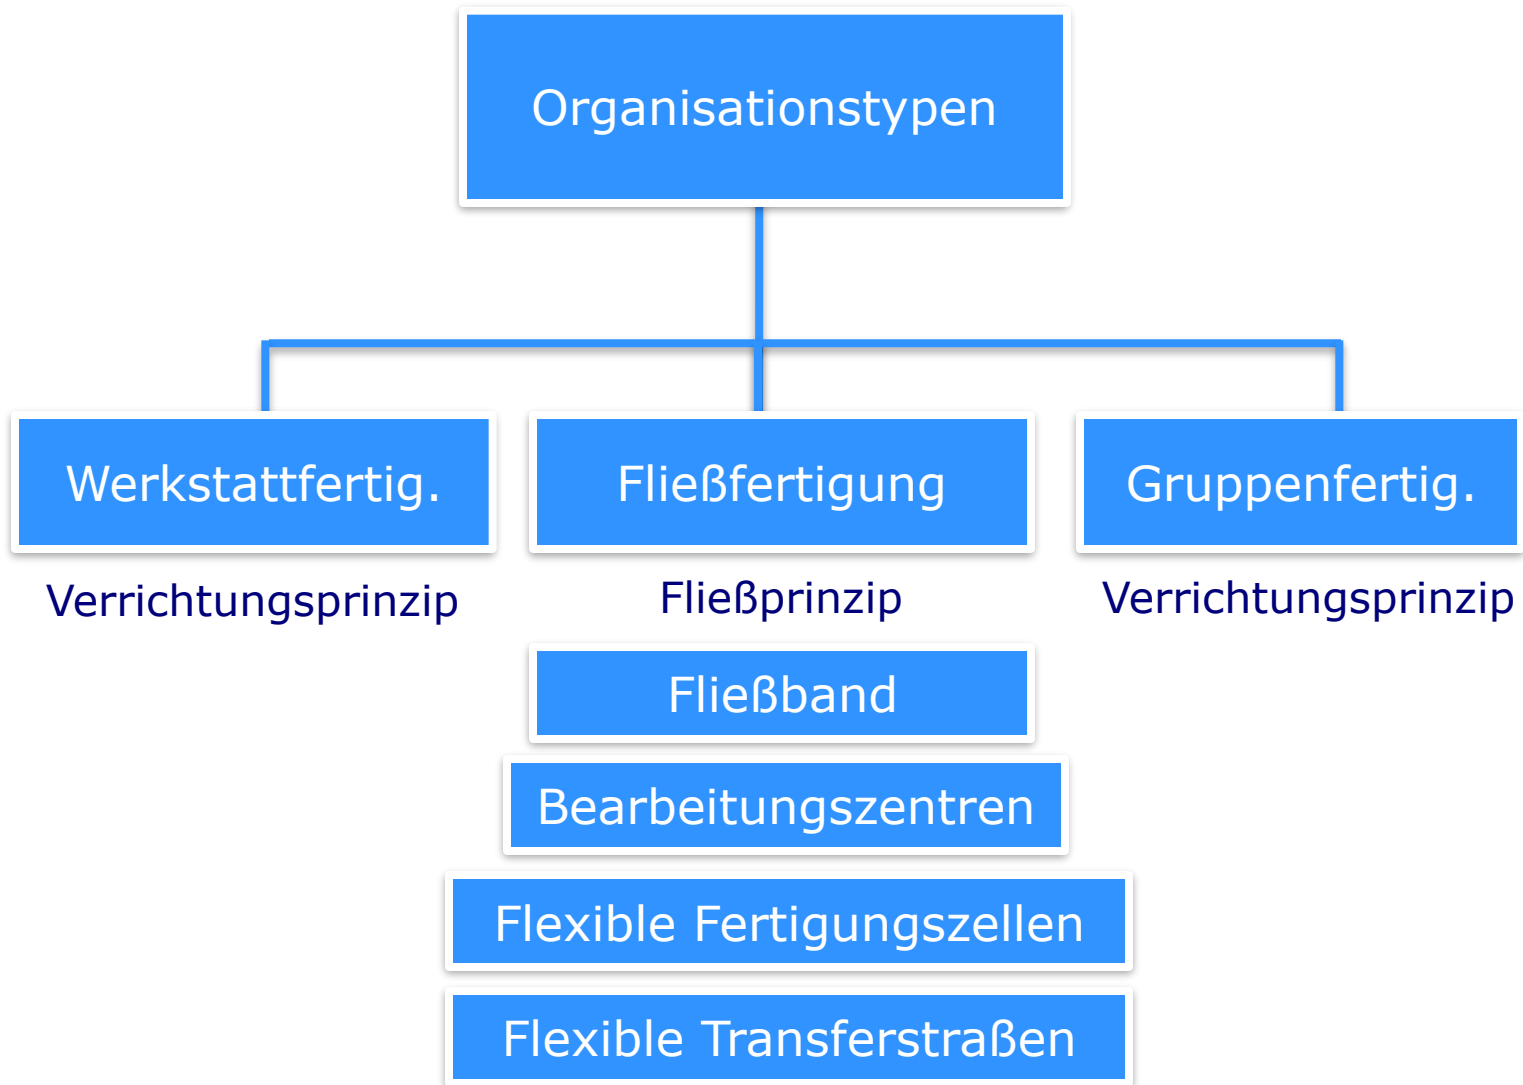 Organisationstypen
Werkstattfertig.
Fließfertigung
Gruppenfertig.
Verrichtungsprinzip
Fließprinzip
Verrichtungsprinzip
Fließband
Bearbeitungszentren
Flexible Fertigungszellen
Flexible Transferstraßen